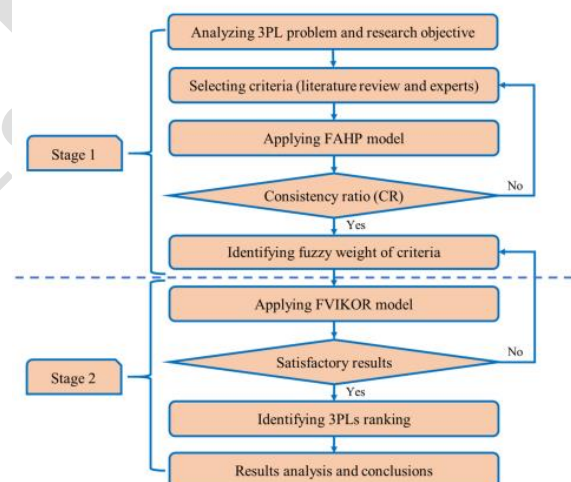 Analyzing 3PL problem and research objective
Selecting criteria (literature review and experts)
Applying FAHP model
Stage 1
No
Consistency ratio (CR)
Yes
Identifying fuzzy weight of criteria
Applying FVIKOR model
No
Satisfactory results
Stage 2
Yes
Identifying 3PLs ranking
Results analysis and conclusions